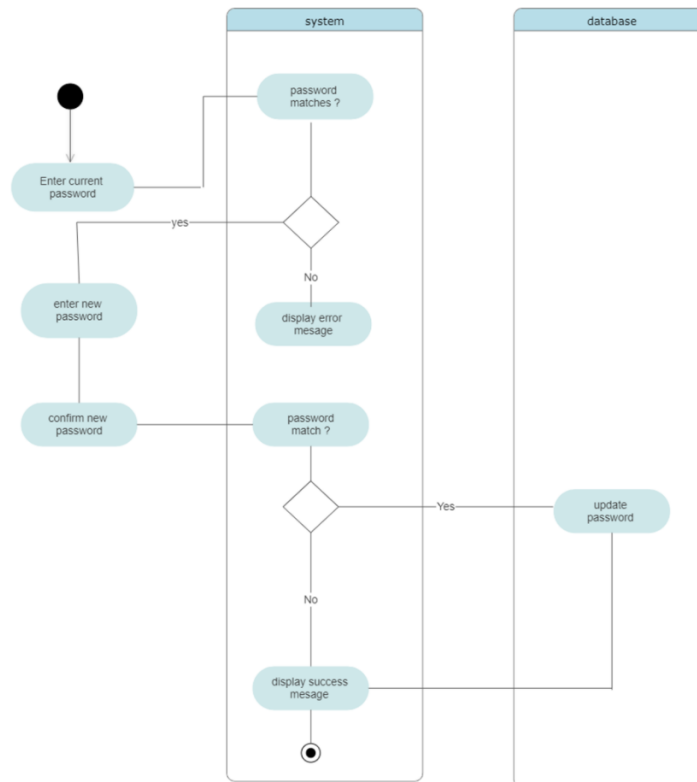 system
database
password
matches ?
Enter current
password
yes
No
enter new
password
display error
mesage
confirm new
password
password
match ?
Yes
update
password
No
display success
mesage